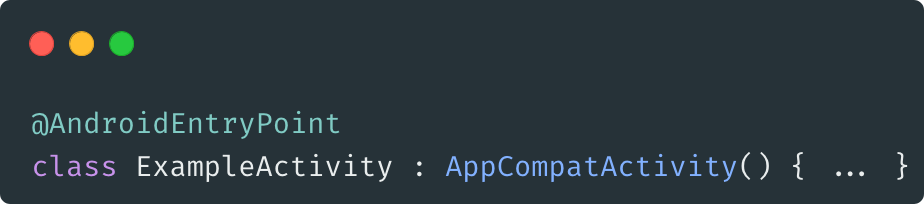 @AndroidEntryPoint
class ExampleActivity : AppCompatActivity() { ... }